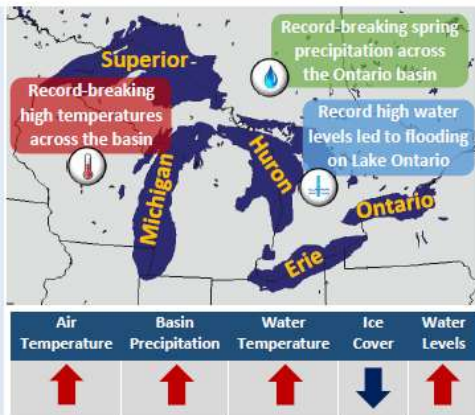 Record-breaking spring
precipitation across
the Ontario basin
Superior
Record-breaking
high temperatures
across the basin
Record high water
levels led to flooding
on Lake Ontario
Michigan
Huron
Ontario
Erie
Air
Temperature
Basin
Precipitation
Water
Temperature
Ice
Cover
Water
Levels